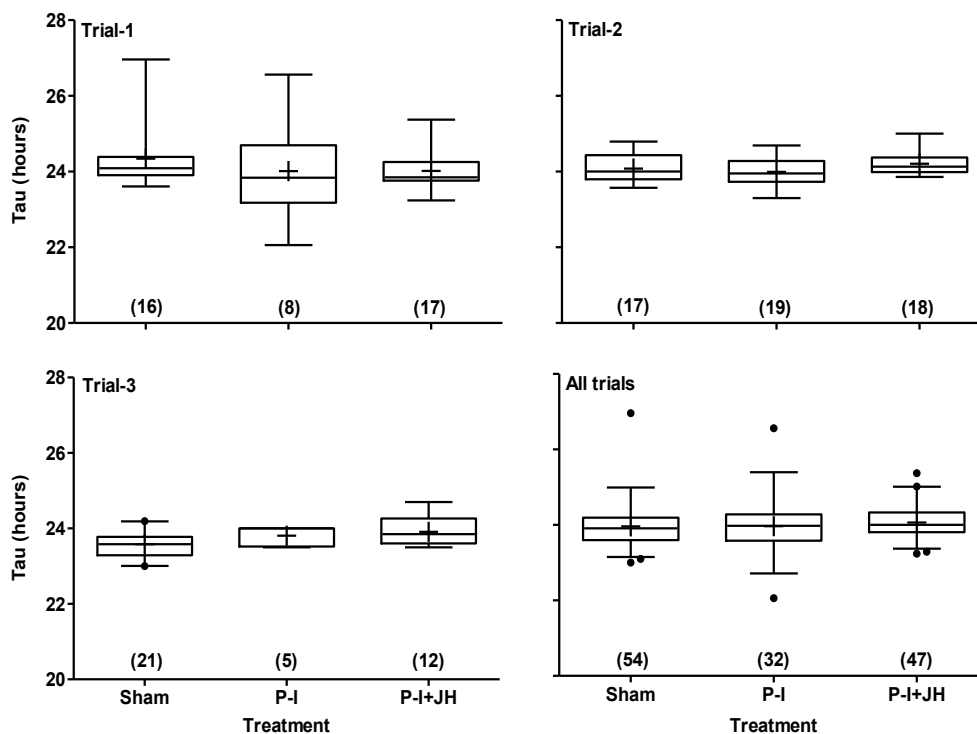 Trial-1
Tau (hours)
28
26
24
22
20
(16) (8) (17)
Trial-2
(17) (19) (18)
Trial-3
Tau (hours)
28
26
24
22
20
(21) (5) (12)
Sham P-I P-I+JH
Treatment
All trials
(54) (32) (47)
Sham P-I P-I+JH
Treatment